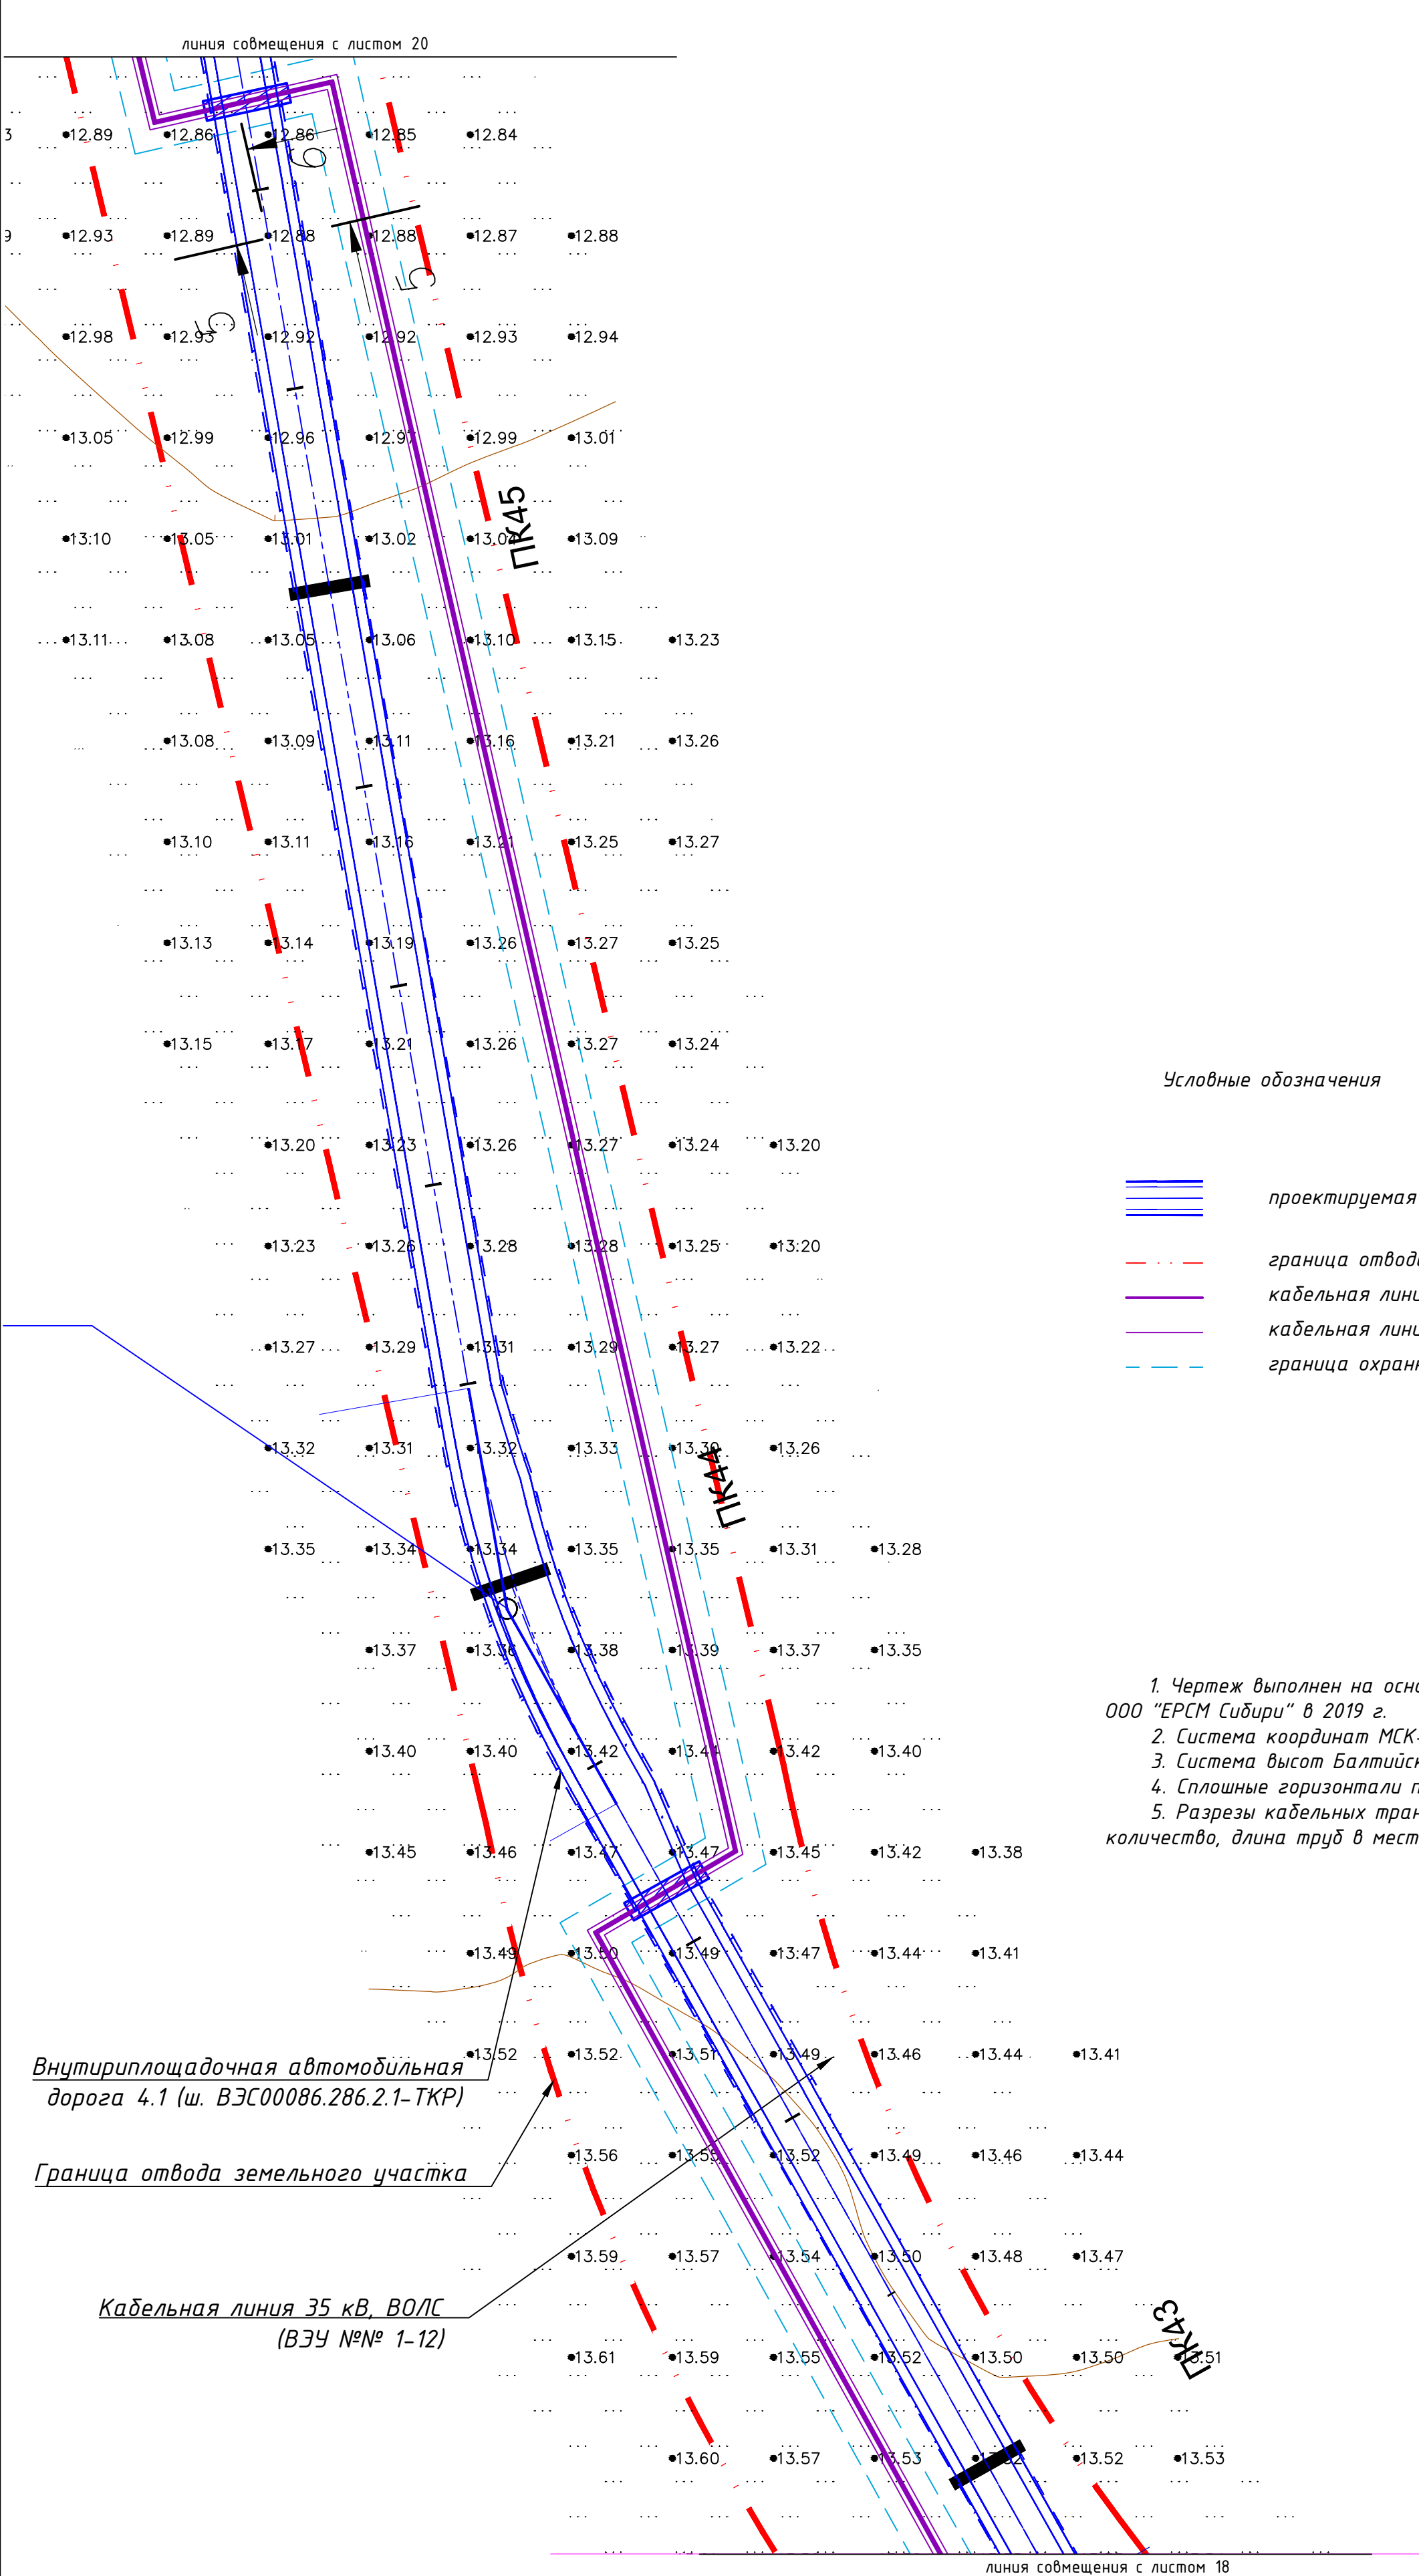 линия совмещения с листом 20
3 12.89 12.86 12.86 12.85 12.84
6
9 12.93 12.89 12.88 12.88 12.87 12.88
5
3
12.98 12.93 12.92 12.92 12.93 12.94
13.05 12.99 12.96 12.97 12.99 13.01
ПК45
13.10 13.05 13.01 13.02 13.04 13.09
13.11 13.08 13.05 13.06 13.10 13.15 13.23
13.08 13.09 13.11 13.16 13.21 13.26
13.10 13.11 13.16 13.21 13.25 13.27
13.13 13.14 13.19 13.26 13.27 13.25
13.15 13.17 13.21 13.26 13.27 13.24
Условные обозначения
13.20 13.23 13.26 13.27 13.24 13.20
проектируемая
13.23 13.26 13.28 13.28 13.25 13.20
граница отвода
кабельная лини
кабельная лини
13.27 13.29 13.31 13.29 13.27 13.22
граница охранн
13.32 13.31 13.32 13.33 13.30 13.26
ПК44
13.35 13.34 13.34 13.35 13.35 13.31 13.28
13.37 13.36 13.38 13.39 13.37 13.35
1. Чертеж выполнен на осно
ООО "ЕРСМ Сибири" в 2019 г.
2. Система координат МСК-
13.40 13.40 13.42 13.44 13.42 13.40
3. Система высот Балтийск
4. Сплошные горизонтали п
5. Разрезы кабельных тран
количество, длина труб в мест
13.45 13.46 13.47 13.47 13.45 13.42 13.38
13.49 13.50 13.49 13.47 13.44 13.41
13.52 13.52 13.51 13.49 13.46 13.44 13.41
Внутириплощадочная автомобильная
дорога 4.1 (ш. ВЭС00086.286.2.1-ТКР)
13.56 13.55 13.52 13.49 13.46 13.44
Граница отвода земельного участка
13.59 13.57 13.54 13.50 13.48 13.47
Кабельная линия 35 кВ, ВОЛС
(ВЭУ №№ 1-12)
ПК43
13.61 13.59 13.55 13.52 13.50 13.50 13.51
13.60 13.57 13.53 13.52 13.52 13.53
линия совмещения с листом 18